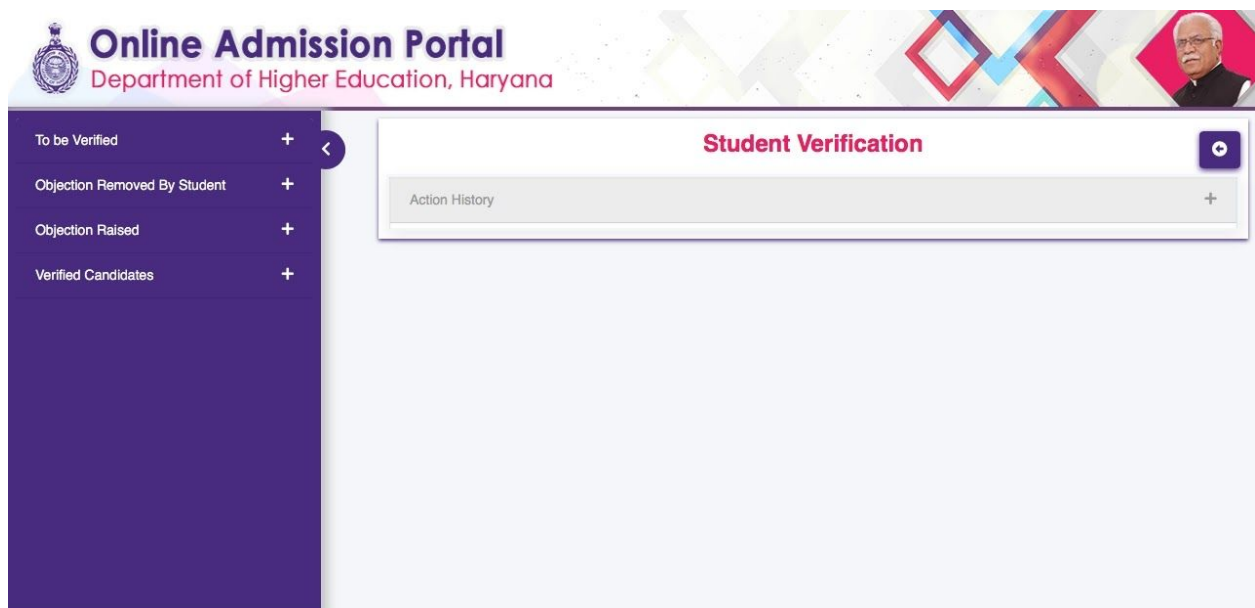 Online Admission Portal
Department of Higher Education, Haryana
To be Verified
Objection Removed By Student
Objection Raised
Verified Candidates
Student Verification
Action History